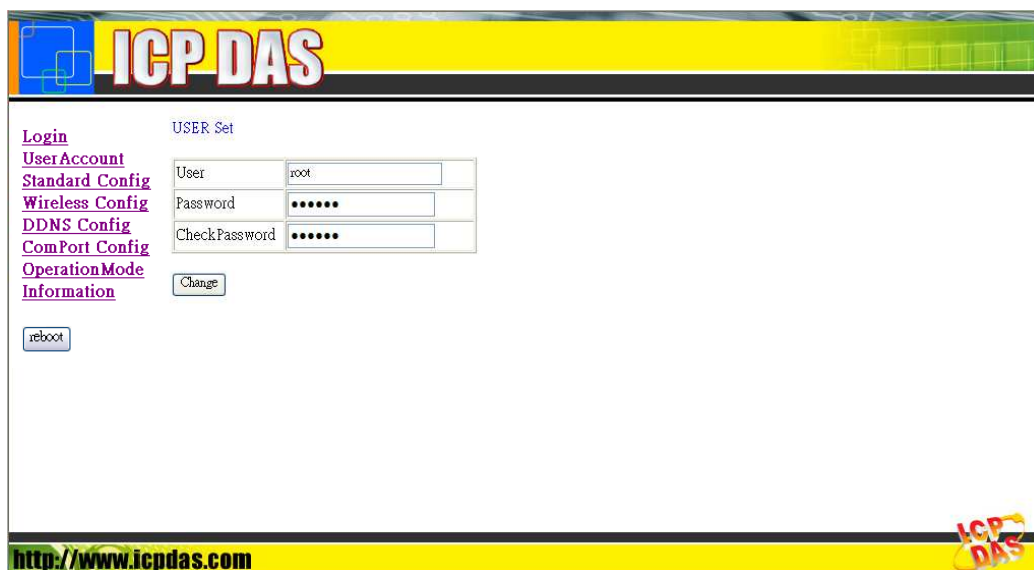 ICP DAS
Login
UserAccount
Standard Config
Wireless Config
DDNS Config
ComPort Config
OperationMode
Information
reboot
USER Set
User root
Password ●●●●●●
CheckPassword ●●●●●●
Change
http://www.icpdas.com
ICP
DAS